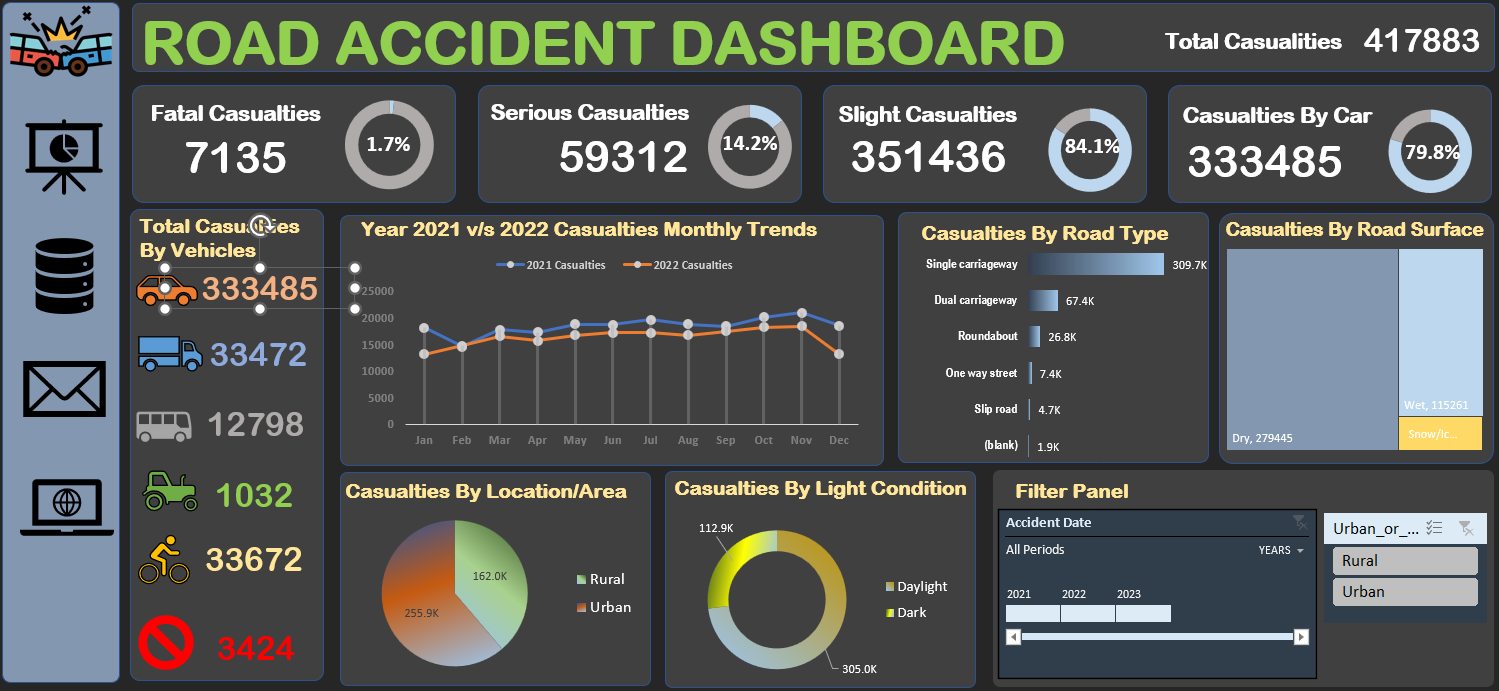 ROAD ACCIDENT DASHBOARD
Total Casualities 417883
Fatal Casualties
7135
1.7%
Serious Casualties
59312
14.2%
Slight Casualties
351436
84.1%
Casualties By Car
333485
79.8%
Total Casualties
By Vehicles
333485
33472
12798
1032
33672
3424
Year 2021 v/s 2022 Casualties Monthly Trends
2021 Casualties 2022 Casualties
25000
20000
15000
10000
5000
0
Jan Feb Mar Apr May Jun Jul Aug Sep Oct Nov Dec
Casualties By Road Type
Single carriageway 309.7K
Dual carriageway 67.4K
Roundabout 26.8K
One way street 7.4K
Slip road 4.7K
(blank) 1.9K
Casualties By Road Surface
Dry, 279445
Wet, 115261
Snow/Ic...
Casualties By Location/Area
162.0K
255.9K
Rural
Urban
Casualties By Light Condition
112.9K
305.0K
Daylight
Dark
Filter Panel
Accident Date
All Periods YEARS
2021 2022 2023
Urban_or_...
Rural
Urban